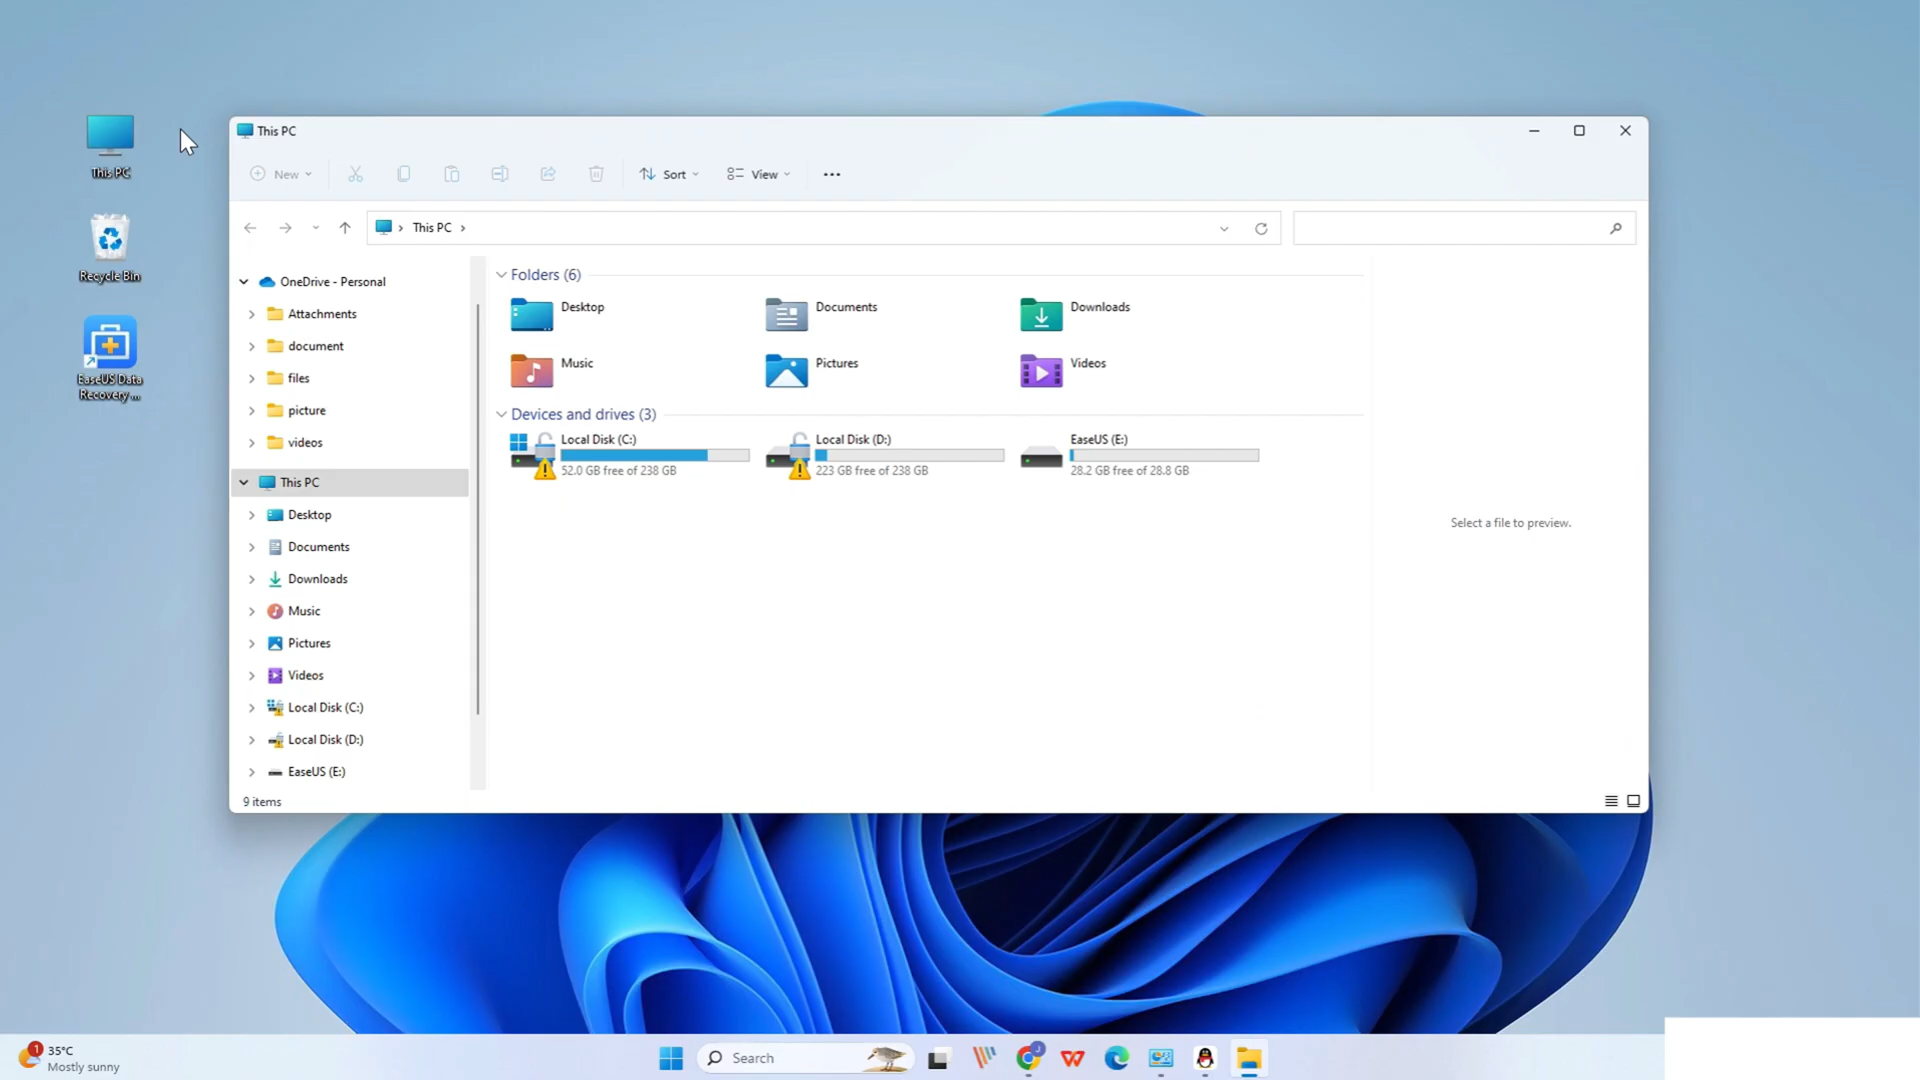 This PC
Recycle Bin
EaseUS Data
Recovery ...
This PC
New
Sort
View
This PC
OneDrive - Personal
Attachments
document
files
picture
videos
This PC
Desktop
Documents
Downloads
Music
Pictures
Videos
Local Disk (C:)
Local Disk (D:)
EaseUS (E:)
Folders (6)
Desktop
Documents
Downloads
Music
Pictures
Videos
Devices and drives (3)
Local Disk (C:)
52.0 GB free of 238 GB
Local Disk (D:)
223 GB free of 238 GB
EaseUS (E:)
28.2 GB free of 28.8 GB
Select a file to preview.
9 items
1
35°C
Mostly sunny
Search
J